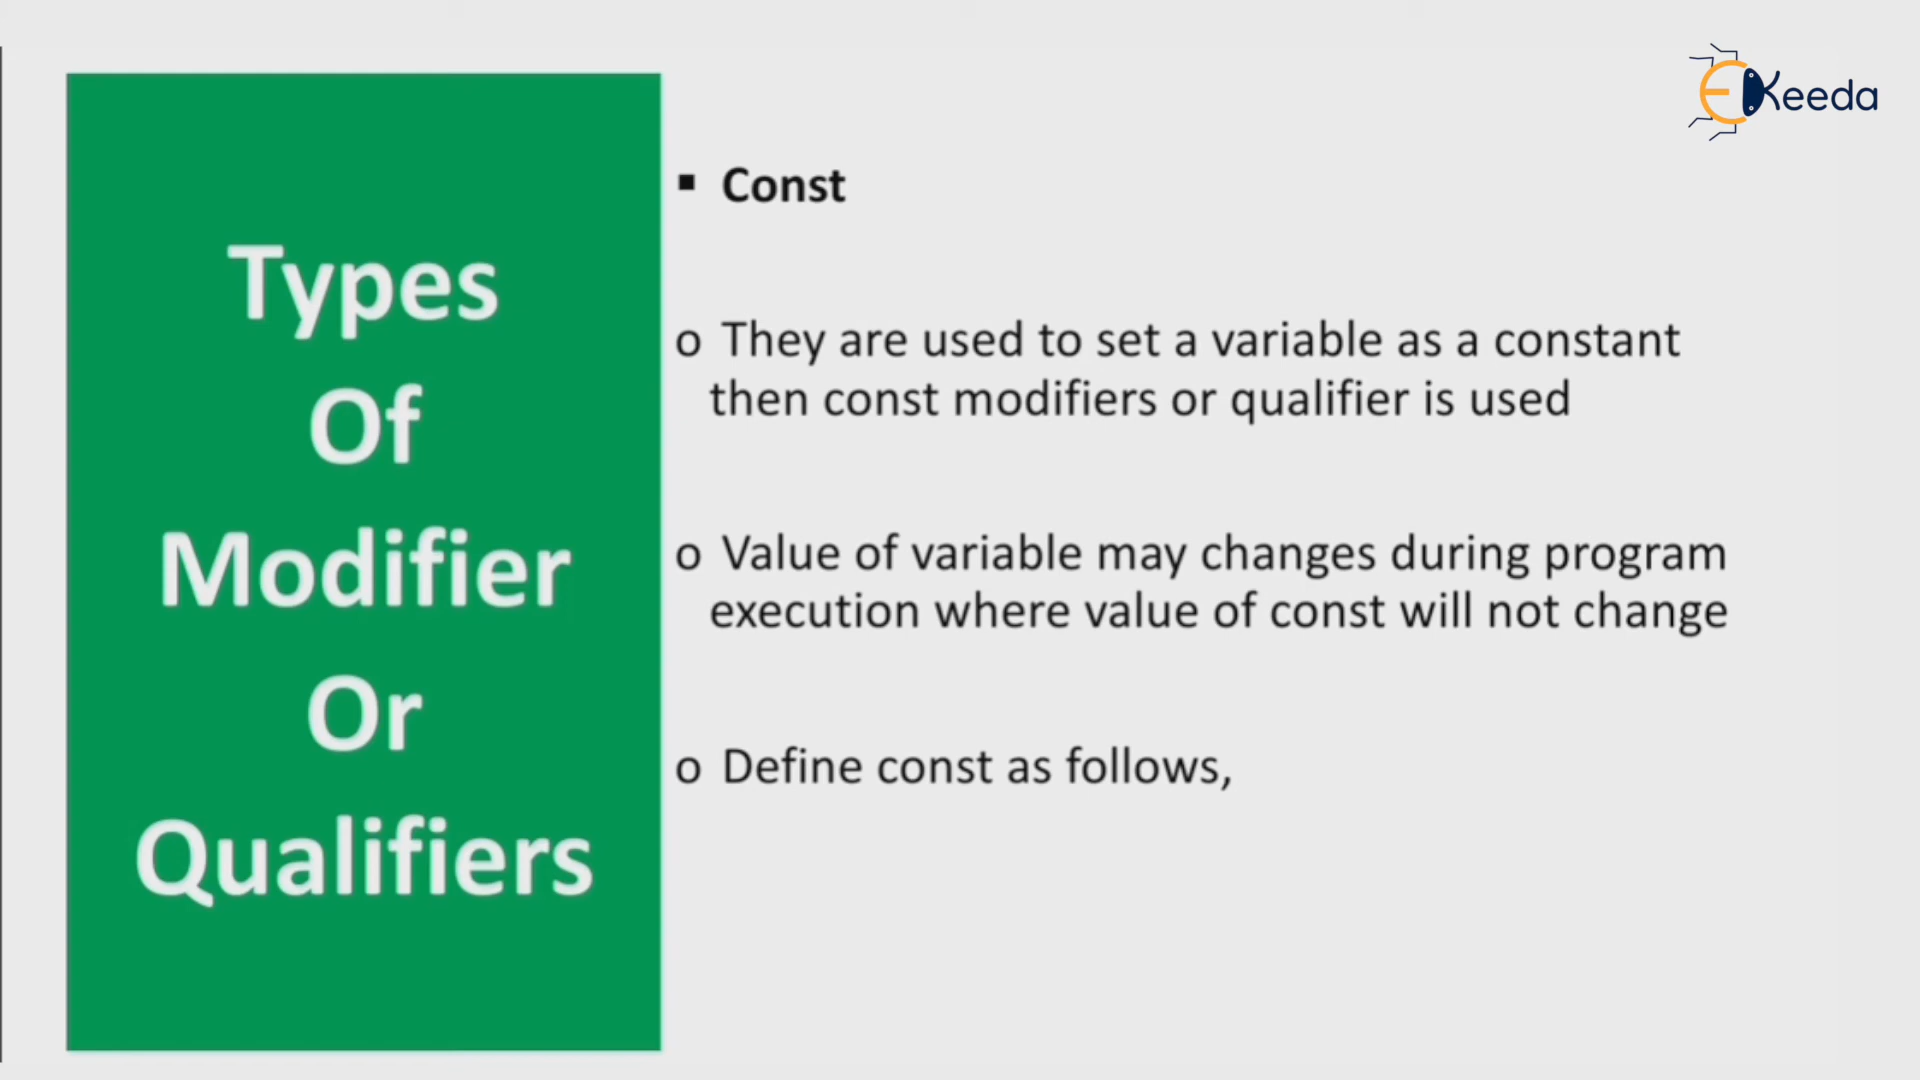 Types
Of
Modifier
Or
Qualifiers
EKeeda
▪ Const
o They are used to set a variable as a constant
then const modifiers or qualifier is used
o Value of variable may changes during program
execution where value of const will not change
o Define const as follows,